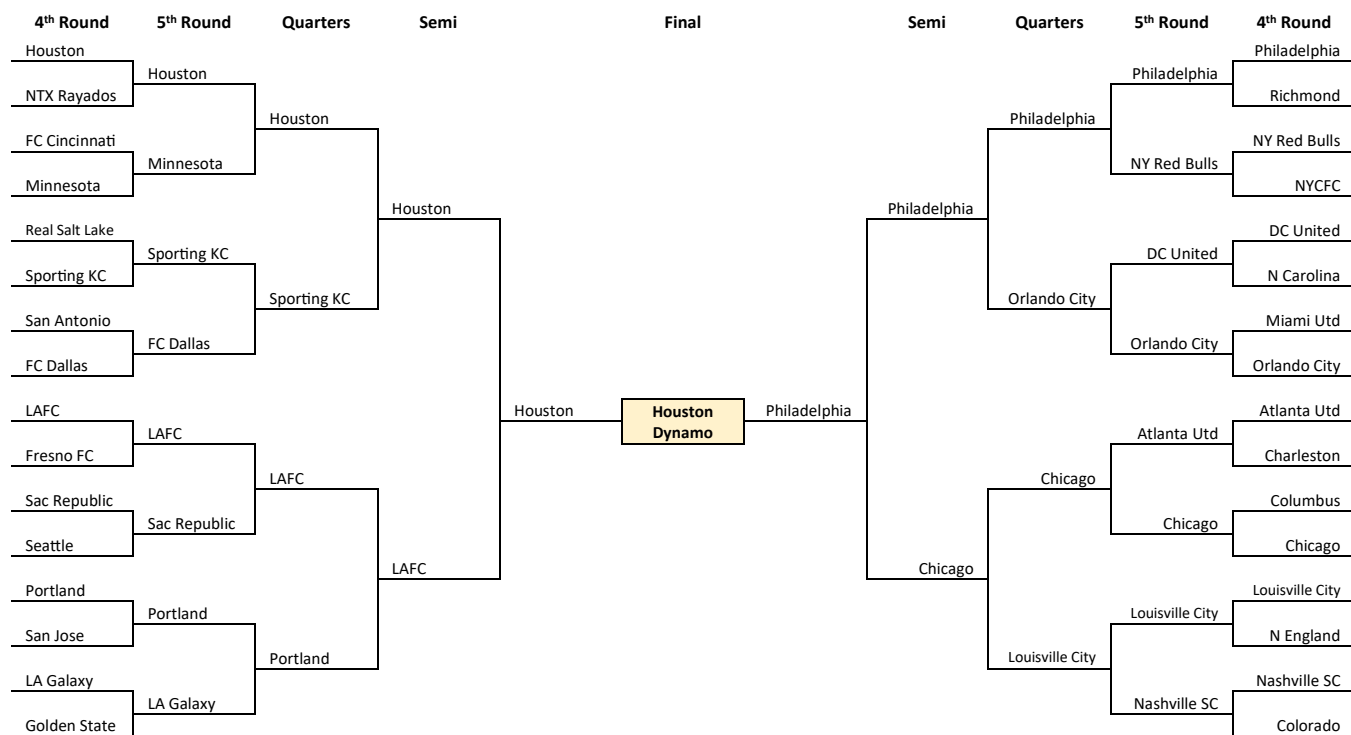 4th Round 5th Round Quarters Semi Final Semi Quarters 5th Round 4th Round
Houston Philadelphia
Houston Philadelphia
NTX Rayados Richmond
Houston Philadelphia
FC Cincinnati NY Red Bulls
Minnesota NY Red Bulls
Minnesota NYCFC
Houston Philadelphia
Real Salt Lake DC United
Sporting KC DC United
Sporting KC N Carolina
Sporting KC Orlando City
San Antonio Miami Utd
FC Dallas Orlando City
FC Dallas Orlando City
LAFC Houston Houston Philadelphia Atlanta Utd
Dynamo
LAFC Atlanta Utd
Fresno FC Charleston
LAFC Chicago
Sac Republic Columbus
Sac Republic Chicago
Seattle Chicago
LAFC Chicago
Portland Louisville City
Portland Louisville City
San Jose N England
Portland Louisville City
LA Galaxy Nashville SC
LA Galaxy Nashville SC
Golden State Colorado